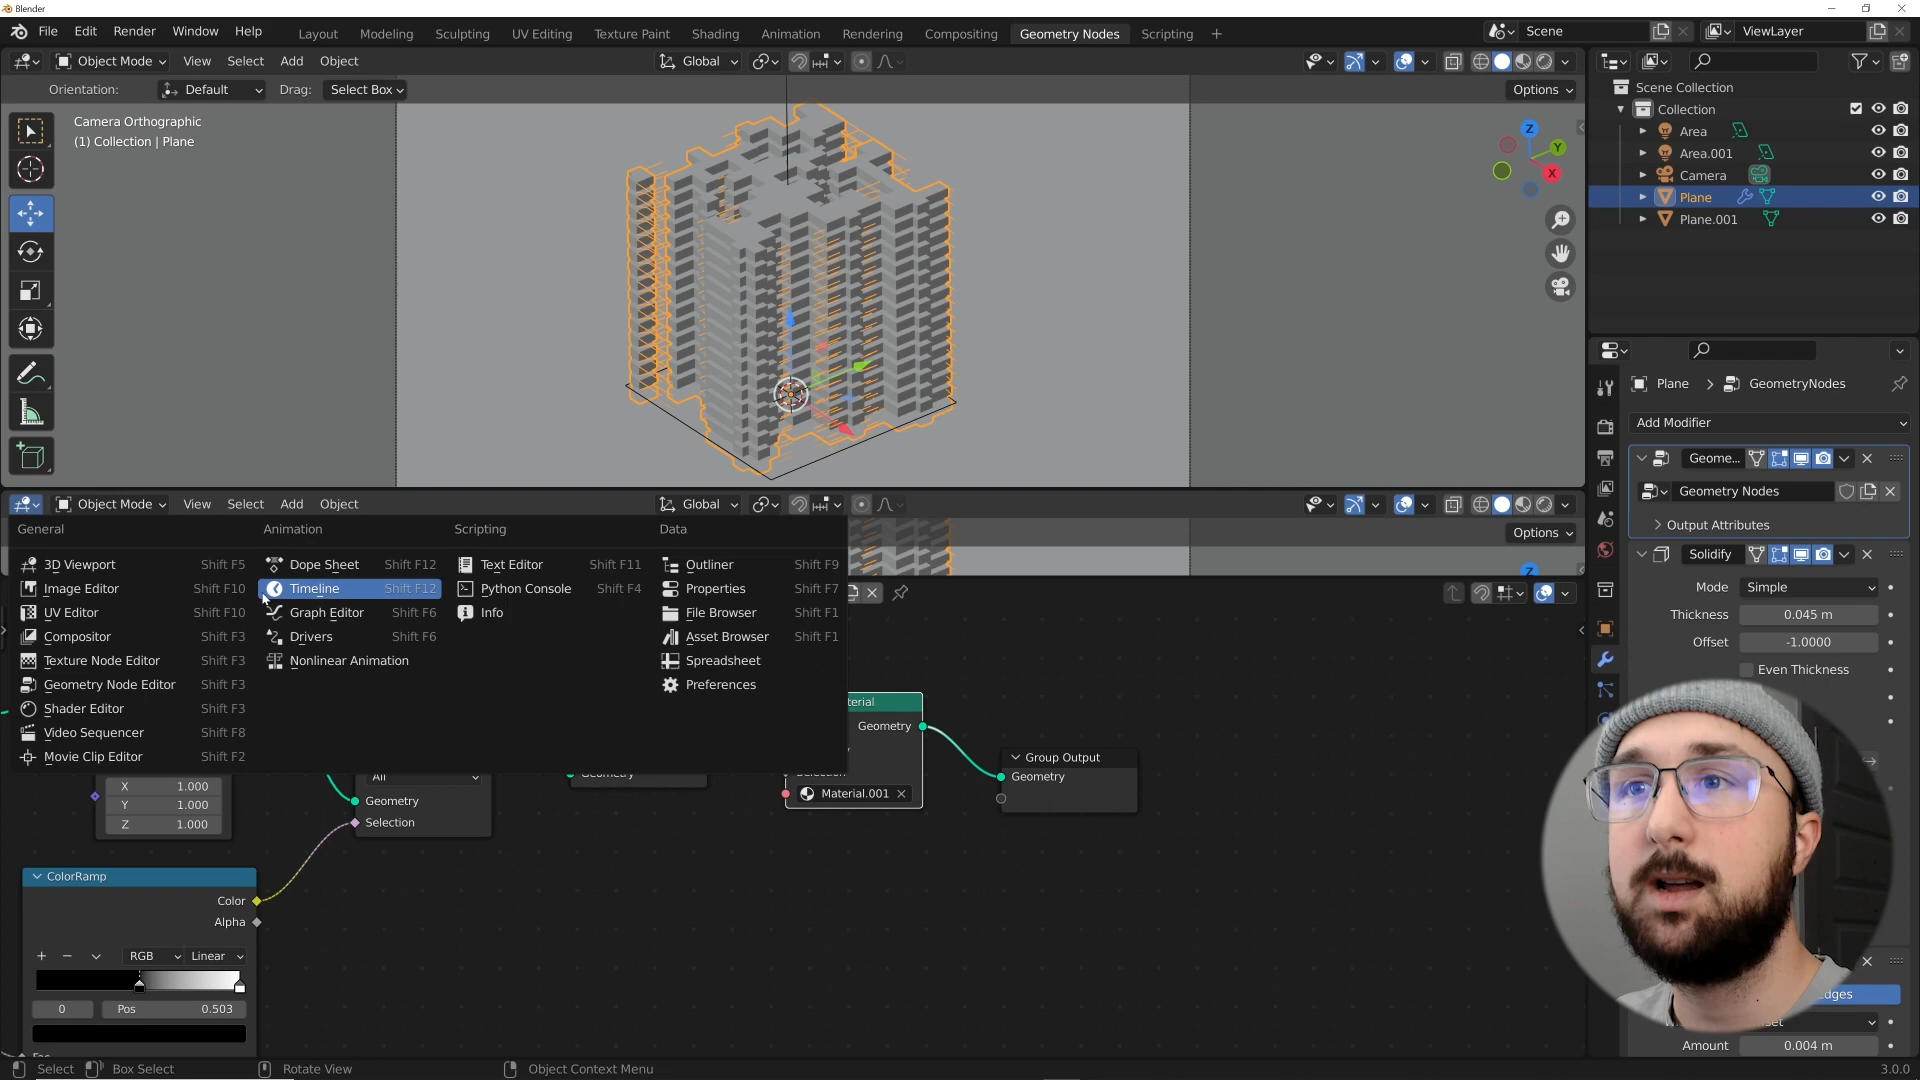 Blender
File Edit Render Window Help Layout Modeling Sculpting UV Editing Texture Paint Shading Animation Rendering Compositing Geometry Nodes Scripting + Scene ViewLayer
Object Mode View Select Add Object Global
Orientation: Default Drag: Select Box Options
Camera Orthographic
(1) Collection | Plane
Z
Y
X
Scene Collection
Collection
Area
Area.001
Camera
Plane
Plane.001
Plane > GeometryNodes
Add Modifier
Geome...
Geometry Nodes
Output Attributes
Solidify
Mode Simple
Thickness 0.045 m
Offset -1.0000
Even Thickness
Object Mode View Select Add Object Global
Options
Z
General
3D Viewport Shift F5
Image Editor Shift F10
UV Editor Shift F10
Compositor Shift F3
Texture Node Editor Shift F3
Geometry Node Editor Shift F3
Shader Editor Shift F3
Video Sequencer Shift F8
Movie Clip Editor Shift F2
Animation
Dope Sheet Shift F12
Timeline Shift F12
Graph Editor Shift F6
Drivers Shift F6
Nonlinear Animation
Scripting
Text Editor Shift F11
Python Console Shift F4
Info
Data
Outliner Shift F9
Properties Shift F7
File Browser Shift F1
Asset Browser Shift F1
Spreadsheet
Preferences
X 1.000
Y 1.000
Z 1.000
All
Geometry
Selection
Geometry
terial
Geometry
Selection
Material.001
Group Output
Geometry
ColorRamp
Color
Alpha
+ − RGB Linear
0 Pos 0.503
Fac
dges
set
Amount 0.004 m
Select Box Select Rotate View Object Context Menu 3.0.0